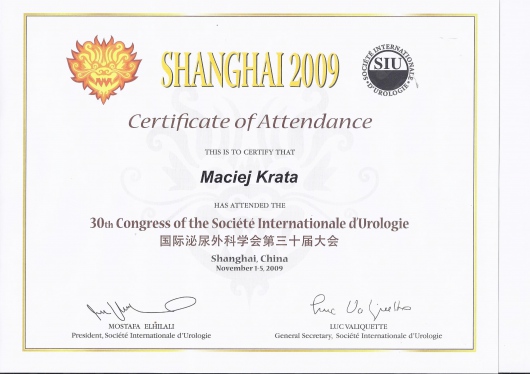 SHANGHAI 2009
SOCIÉTÉ INTERNATIONALE
SIU
D'UROLOGIE
Certificate of Attendance
THIS IS TO CERTIFY THAT
Maciej Krata
HAS ATTENDED THE
30th Congress of the Société Internationale d'Urologie
国际泌尿外科学会第三十届大会
Shanghai, China
November 1-5, 2009
MOSTAFA ELHILALI
President, Société Internationale d'Urologie
Luc Valiquette
LUC VALIQUETTE
General Secretary, Société Internationale d'Urologie